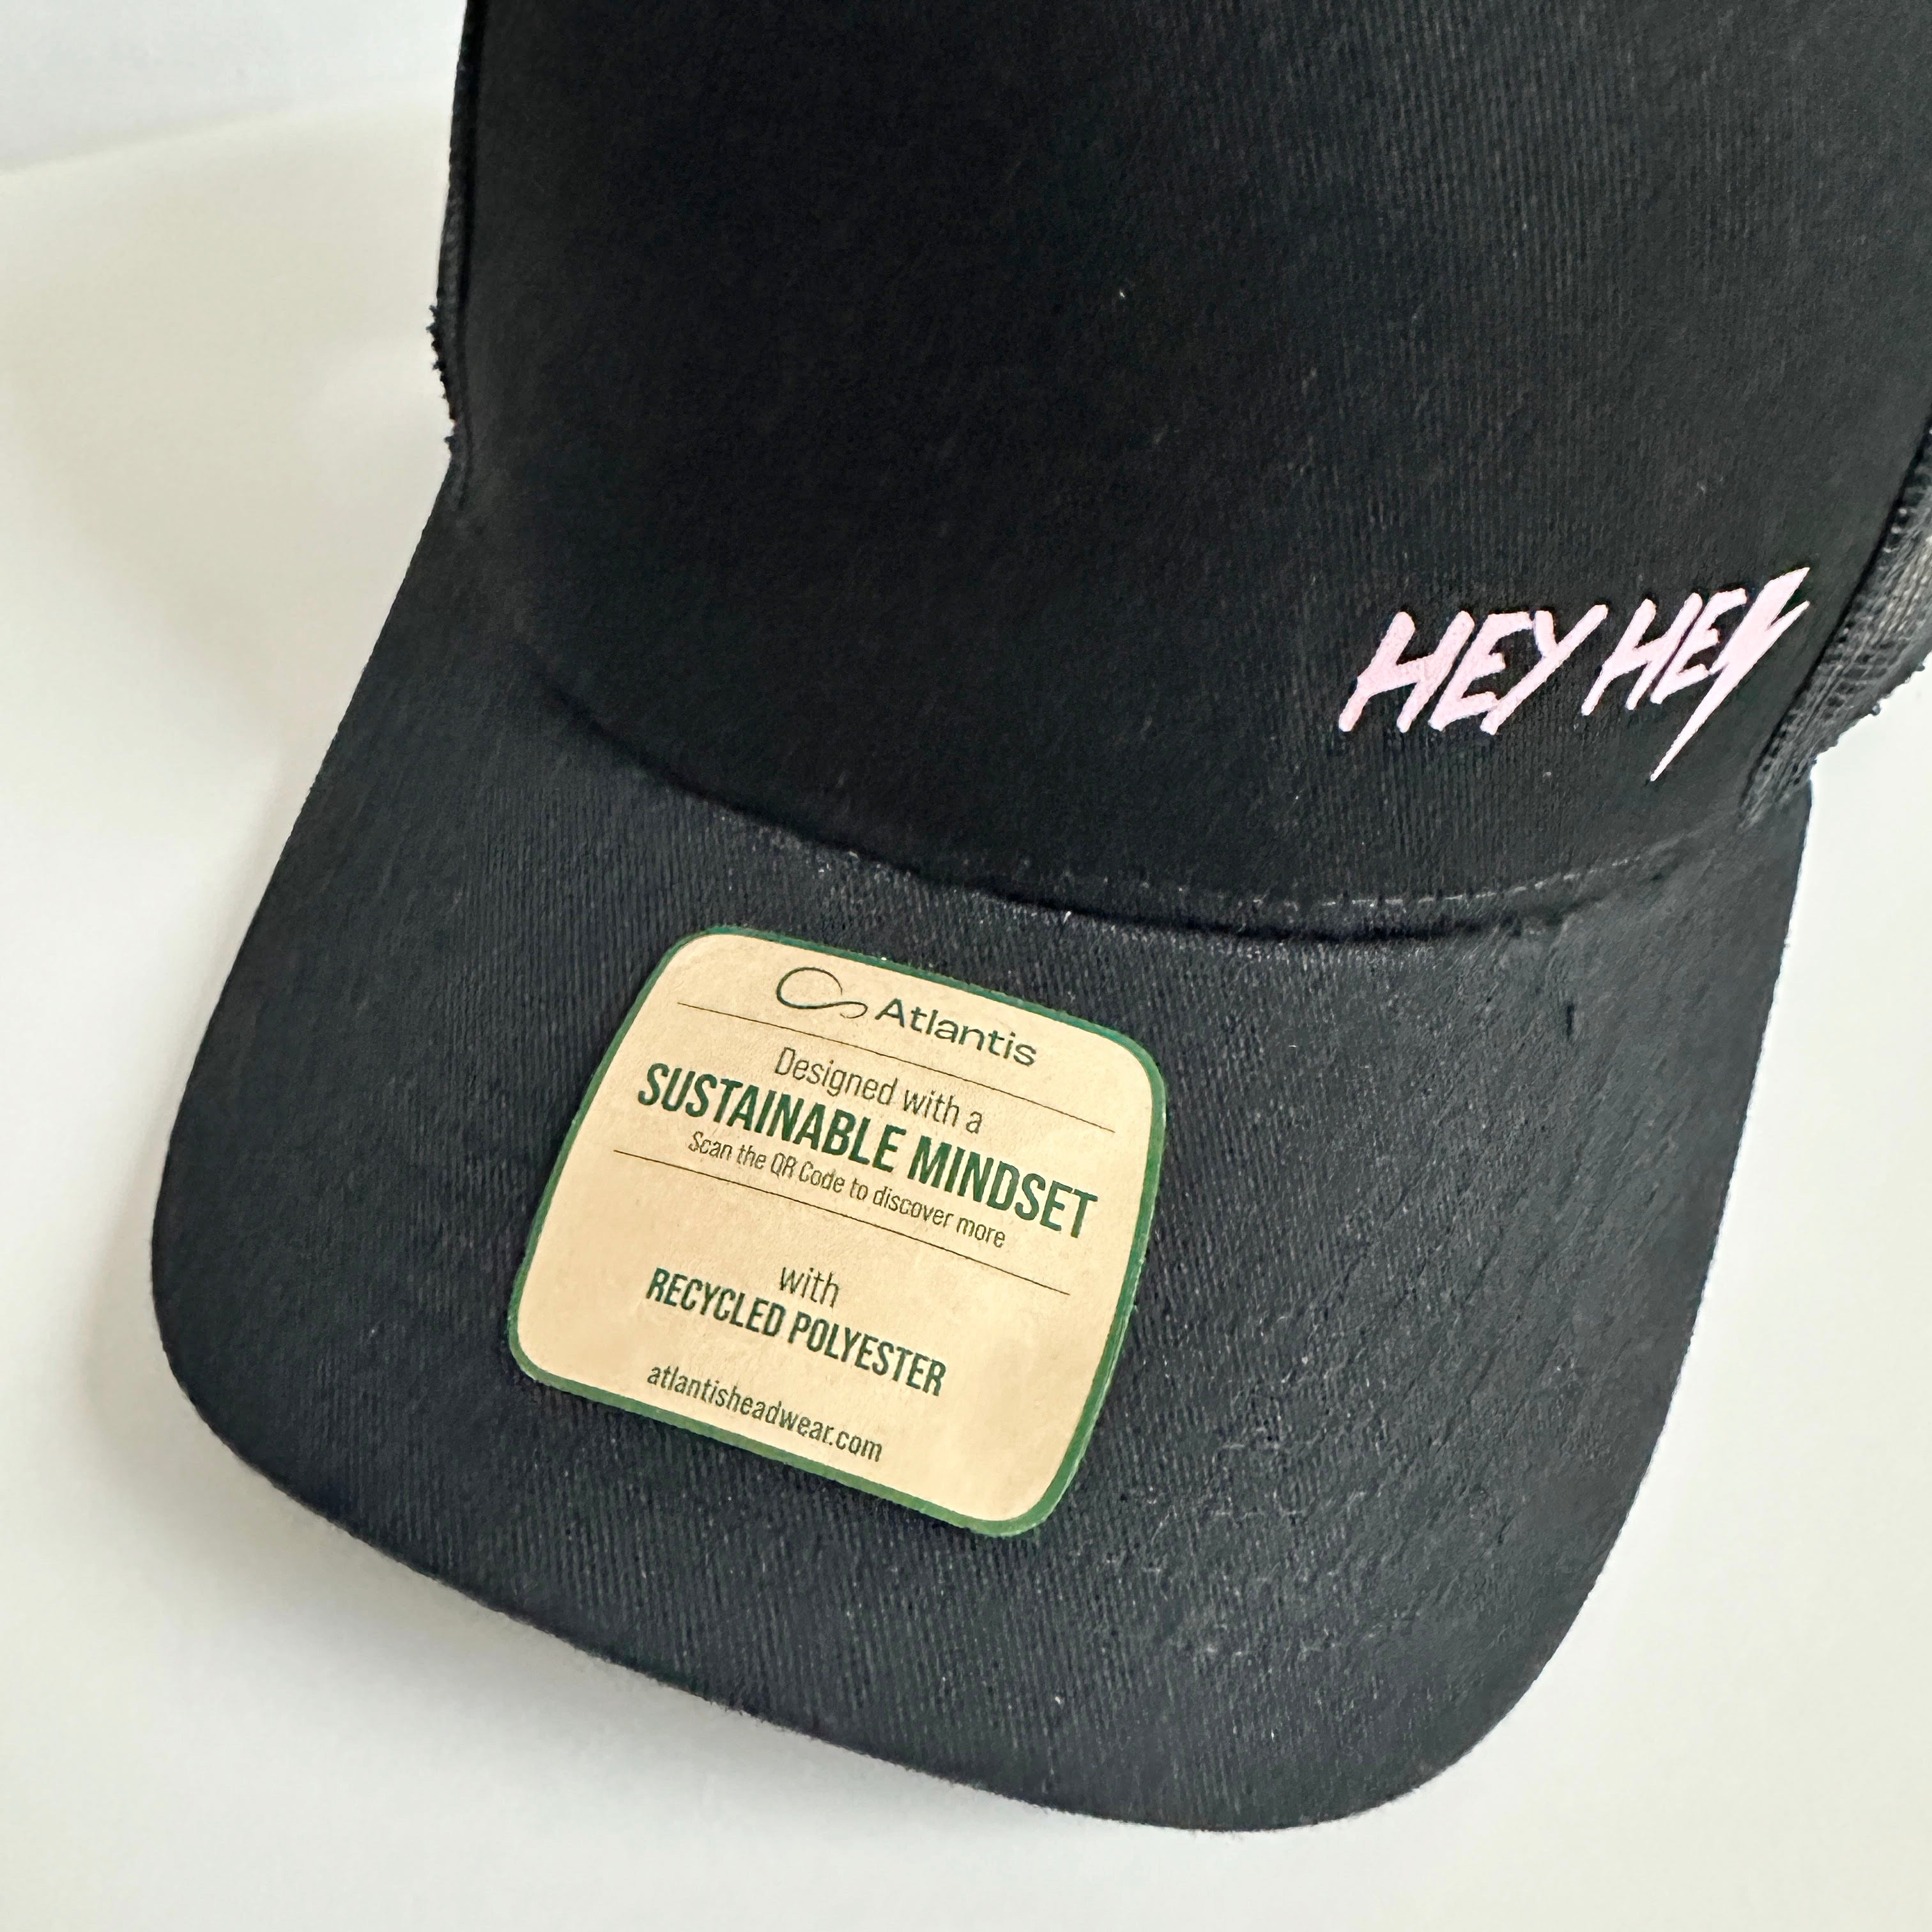 HEY HEY
Atlantis
Designed with a
SUSTAINABLE MINDSET
Scan the QR Code to discover more
with
RECYCLED POLYESTER
atlantisheadwear.com